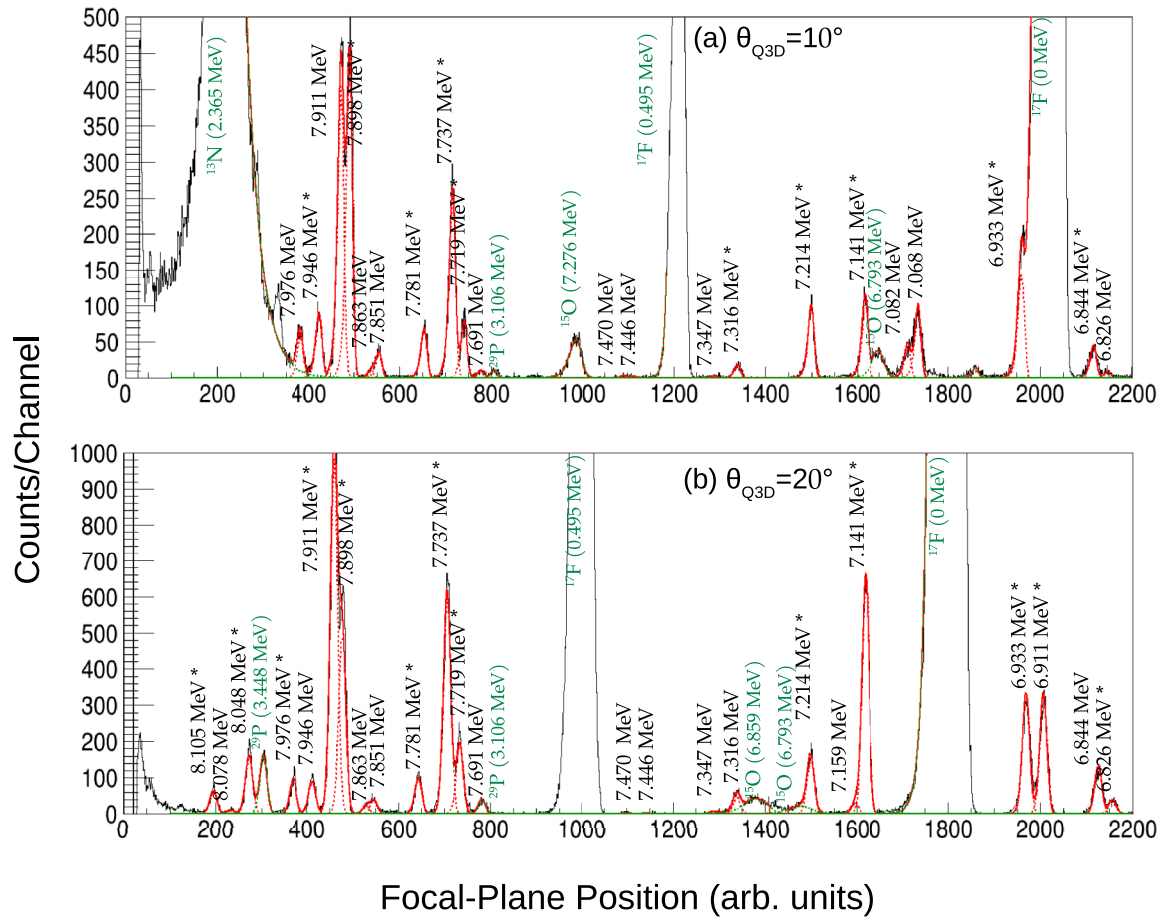 Counts/Channel
(a) θQ3D=10°
500
450
400
350
300
250
200
150
100
50
0
¹³N (2.365 MeV)
7.976 MeV
7.946 MeV *
7.911 MeV
7.898 MeV*
7.863 MeV
7.851 MeV
7.781 MeV *
7.737 MeV *
7.719 MeV*
7.691 MeV
²⁹P (3.106 MeV)
¹⁵O (7.276 MeV)
7.470 MeV
7.446 MeV
¹⁷F (0.495 MeV)
7.347 MeV
7.316 MeV *
7.214 MeV *
7.141 MeV *
¹⁵O (6.793 MeV)
7.082 MeV
7.068 MeV
6.933 MeV *
¹⁷F (0 MeV)
6.844 MeV *
6.826 MeV
0 200 400 600 800 1000 1200 1400 1600 1800 2000 2200
(b) θQ3D=20°
1000
900
800
700
600
500
400
300
200
100
0
8.105 MeV *
8.078 MeV
8.048 MeV *
²⁹P (3.448 MeV)
7.976 MeV *
7.946 MeV
7.911 MeV *
7.898 MeV *
7.863 MeV
7.851 MeV
7.781 MeV *
7.737 MeV *
7.719 MeV *
7.691 MeV
²⁹P (3.106 MeV)
¹⁷F (0.495 MeV)
7.470 MeV
7.446 MeV
7.347 MeV
7.316 MeV
¹⁵O (6.859 MeV)
¹⁵O (6.793 MeV)
7.214 MeV *
7.159 MeV
7.141 MeV *
¹⁷F (0 MeV)
6.933 MeV *
6.911 MeV *
6.844 MeV
6.826 MeV *
0 200 400 600 800 1000 1200 1400 1600 1800 2000 2200
Focal-Plane Position (arb. units)